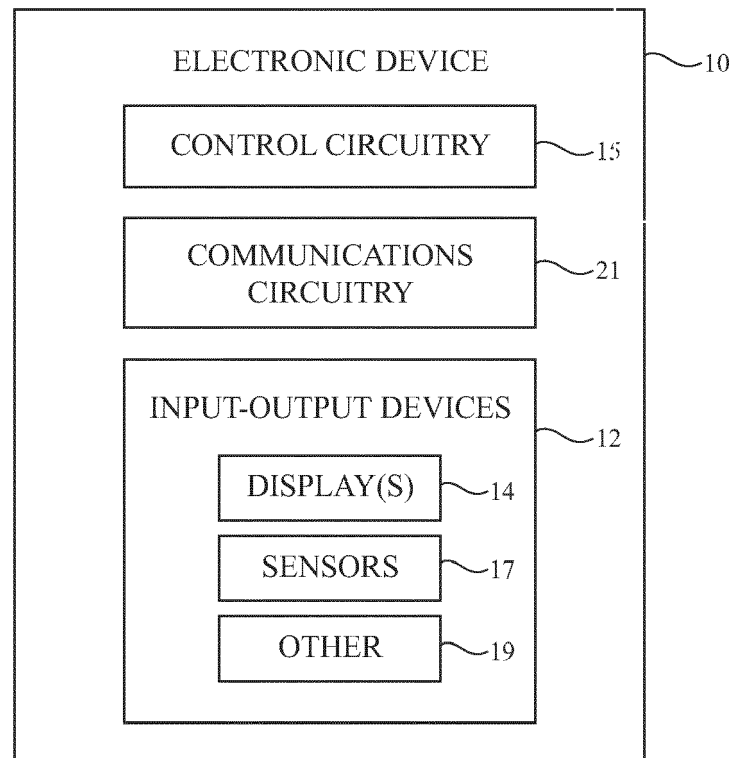 ELECTRONIC DEVICE
10
CONTROL CIRCUITRY
15
COMMUNICATIONS
CIRCUITRY
21
INPUT-OUTPUT DEVICES
12
DISPLAY(S)
14
SENSORS
17
OTHER
19